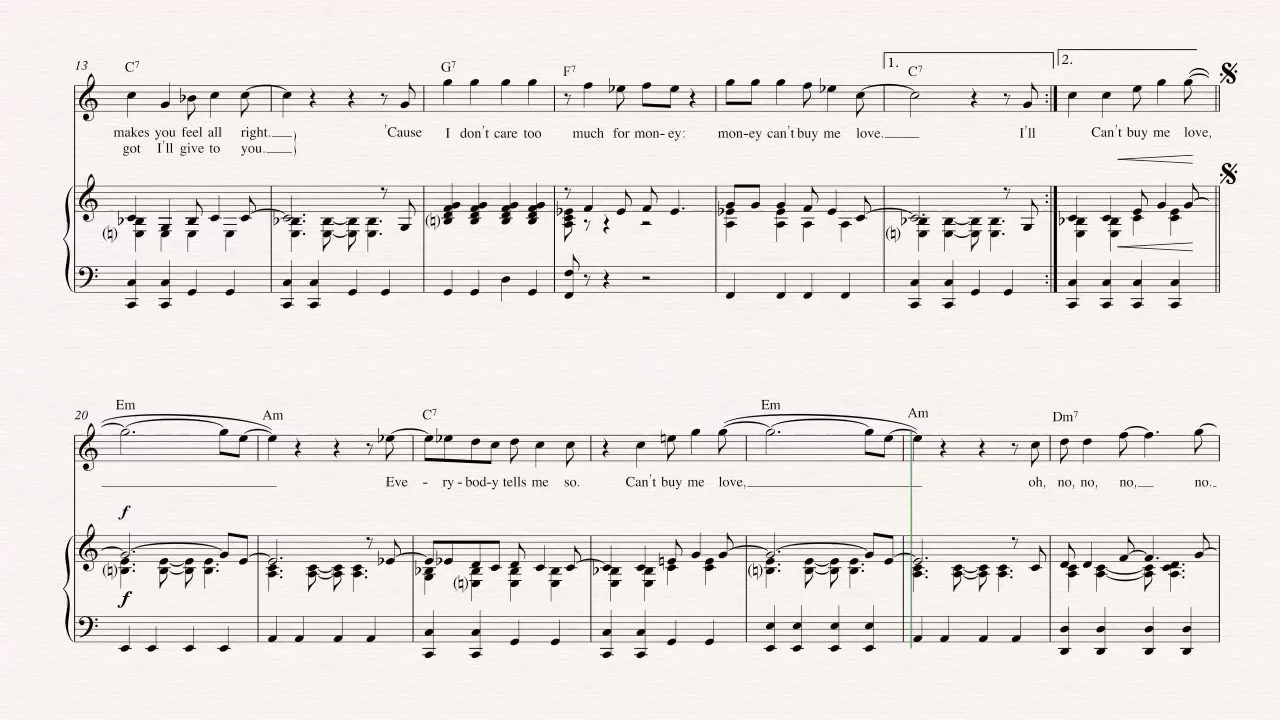 13 C7 G7 F7 1. C7 2.
makes you feel all right. 'Cause I don't care too much for mon-ey: mon-ey can't buy me love. I'll Can't buy me love,
got I'll give to you.
20 Em Am C7 Em Am Dm7
Eve - ry - bod-y tells me so. Can't buy me love, oh, no, no, no, no.
f
f